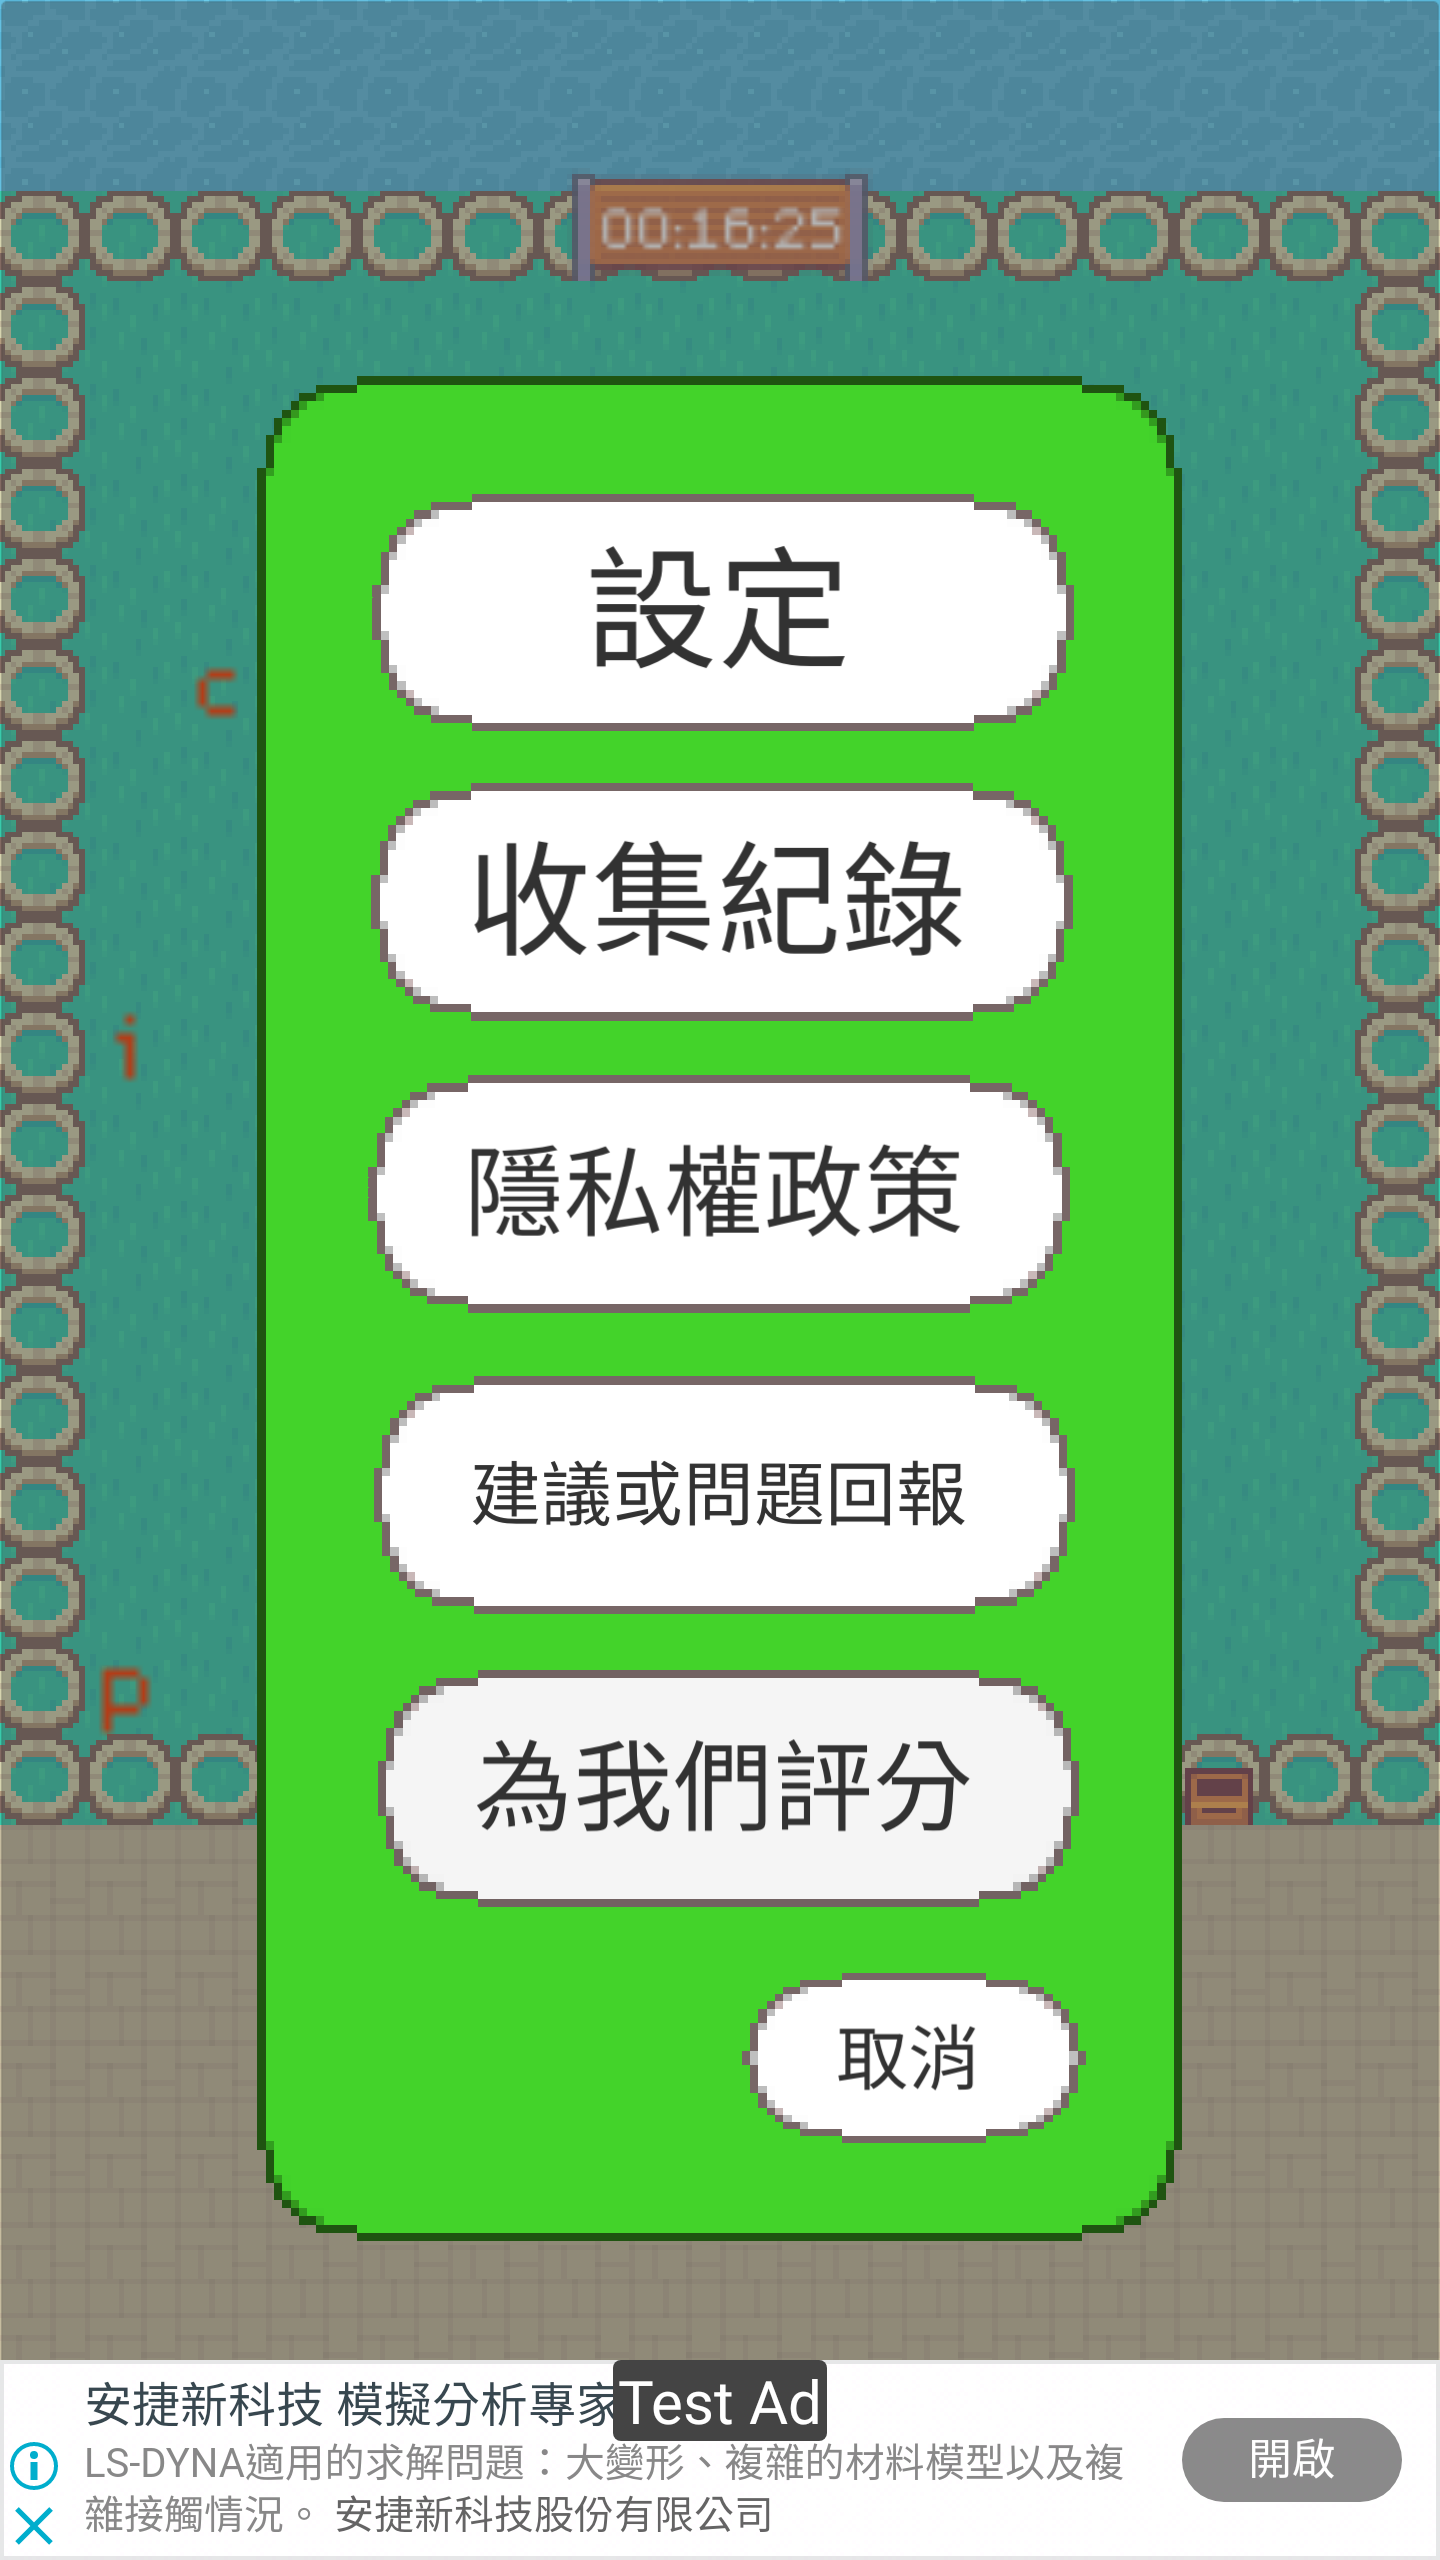 00:16:25
設定
c
收集紀錄
i
隱私權政策
建議或問題回報
P
為我們評分
取消
安捷新科技 模擬分析專家
Test Ad
LS-DYNA適用的求解問題：大變形、複雜的材料模型以及複
雜接觸情況。 安捷新科技股份有限公司
開啟